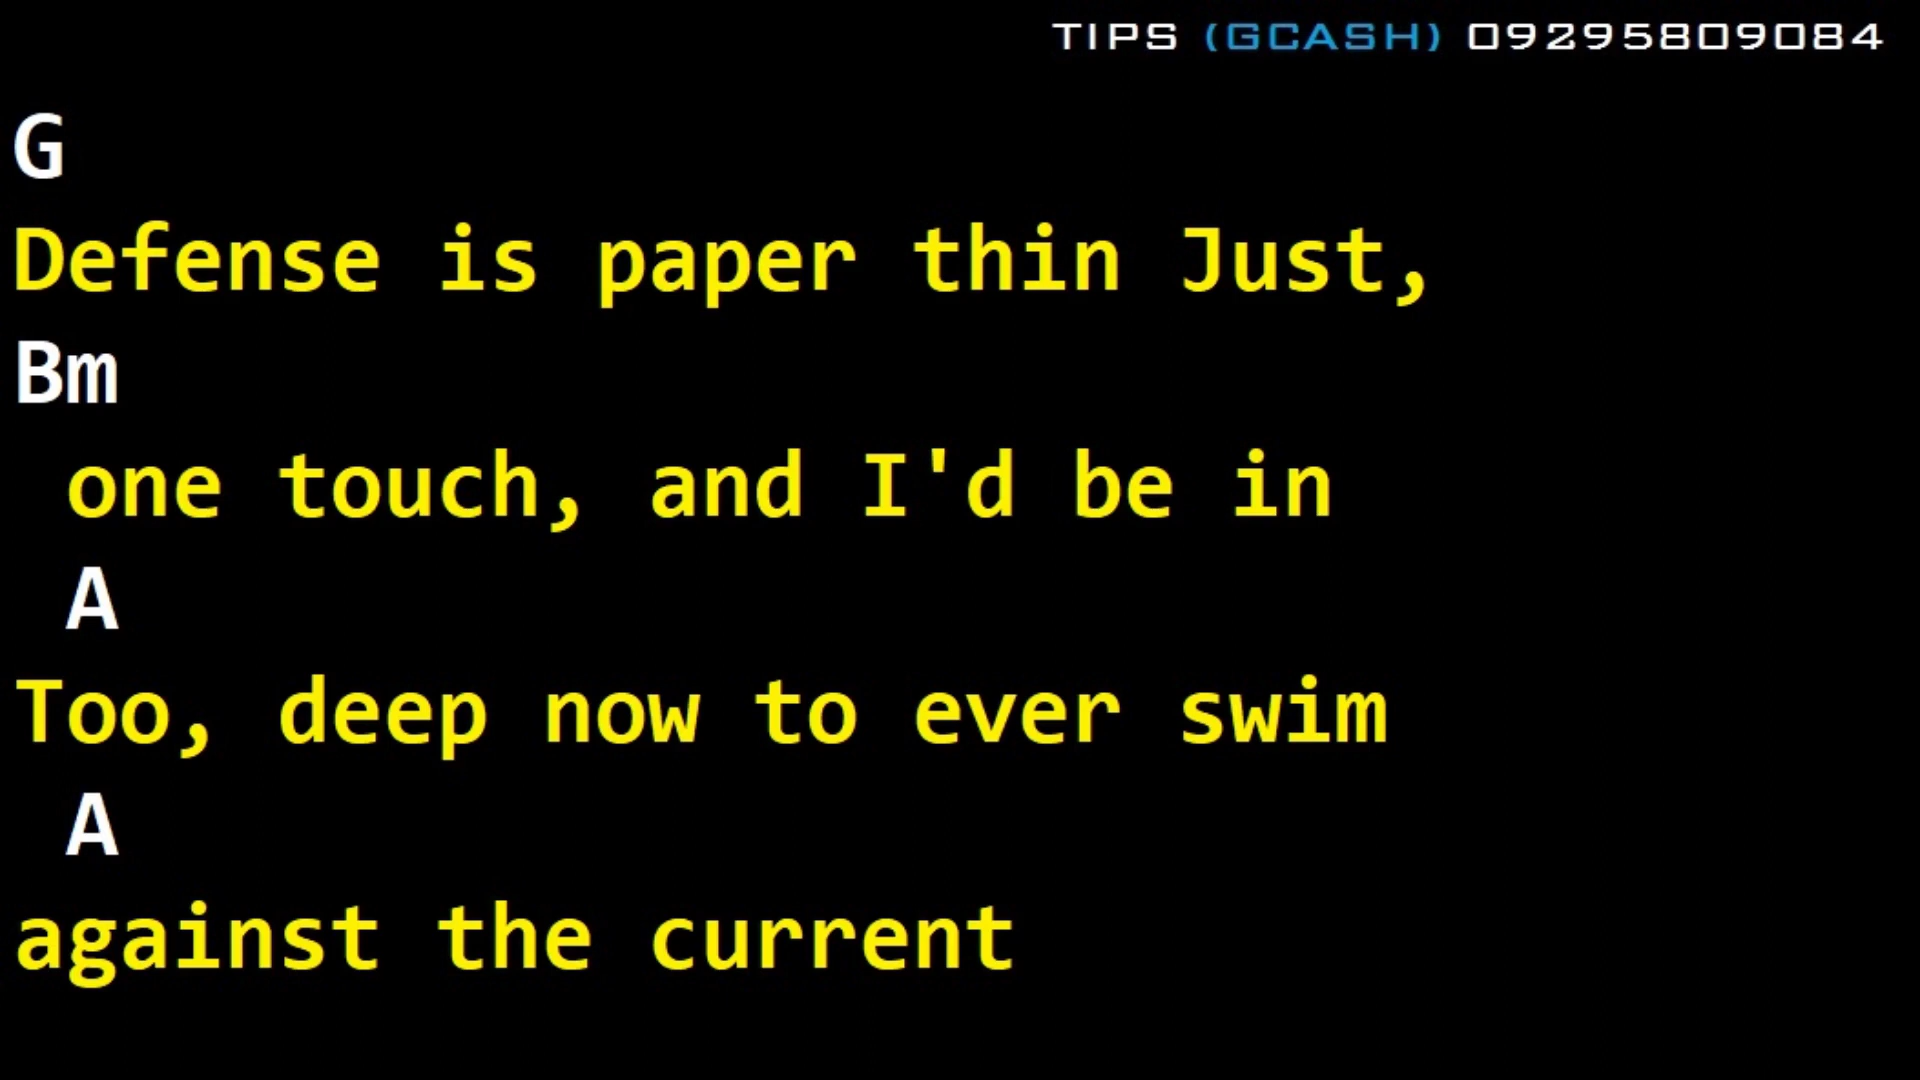 TIPS (GCASH) 09295809084
G
Defense is paper thin Just,
Bm
one touch, and I'd be in
A
Too, deep now to ever swim
A
against the current